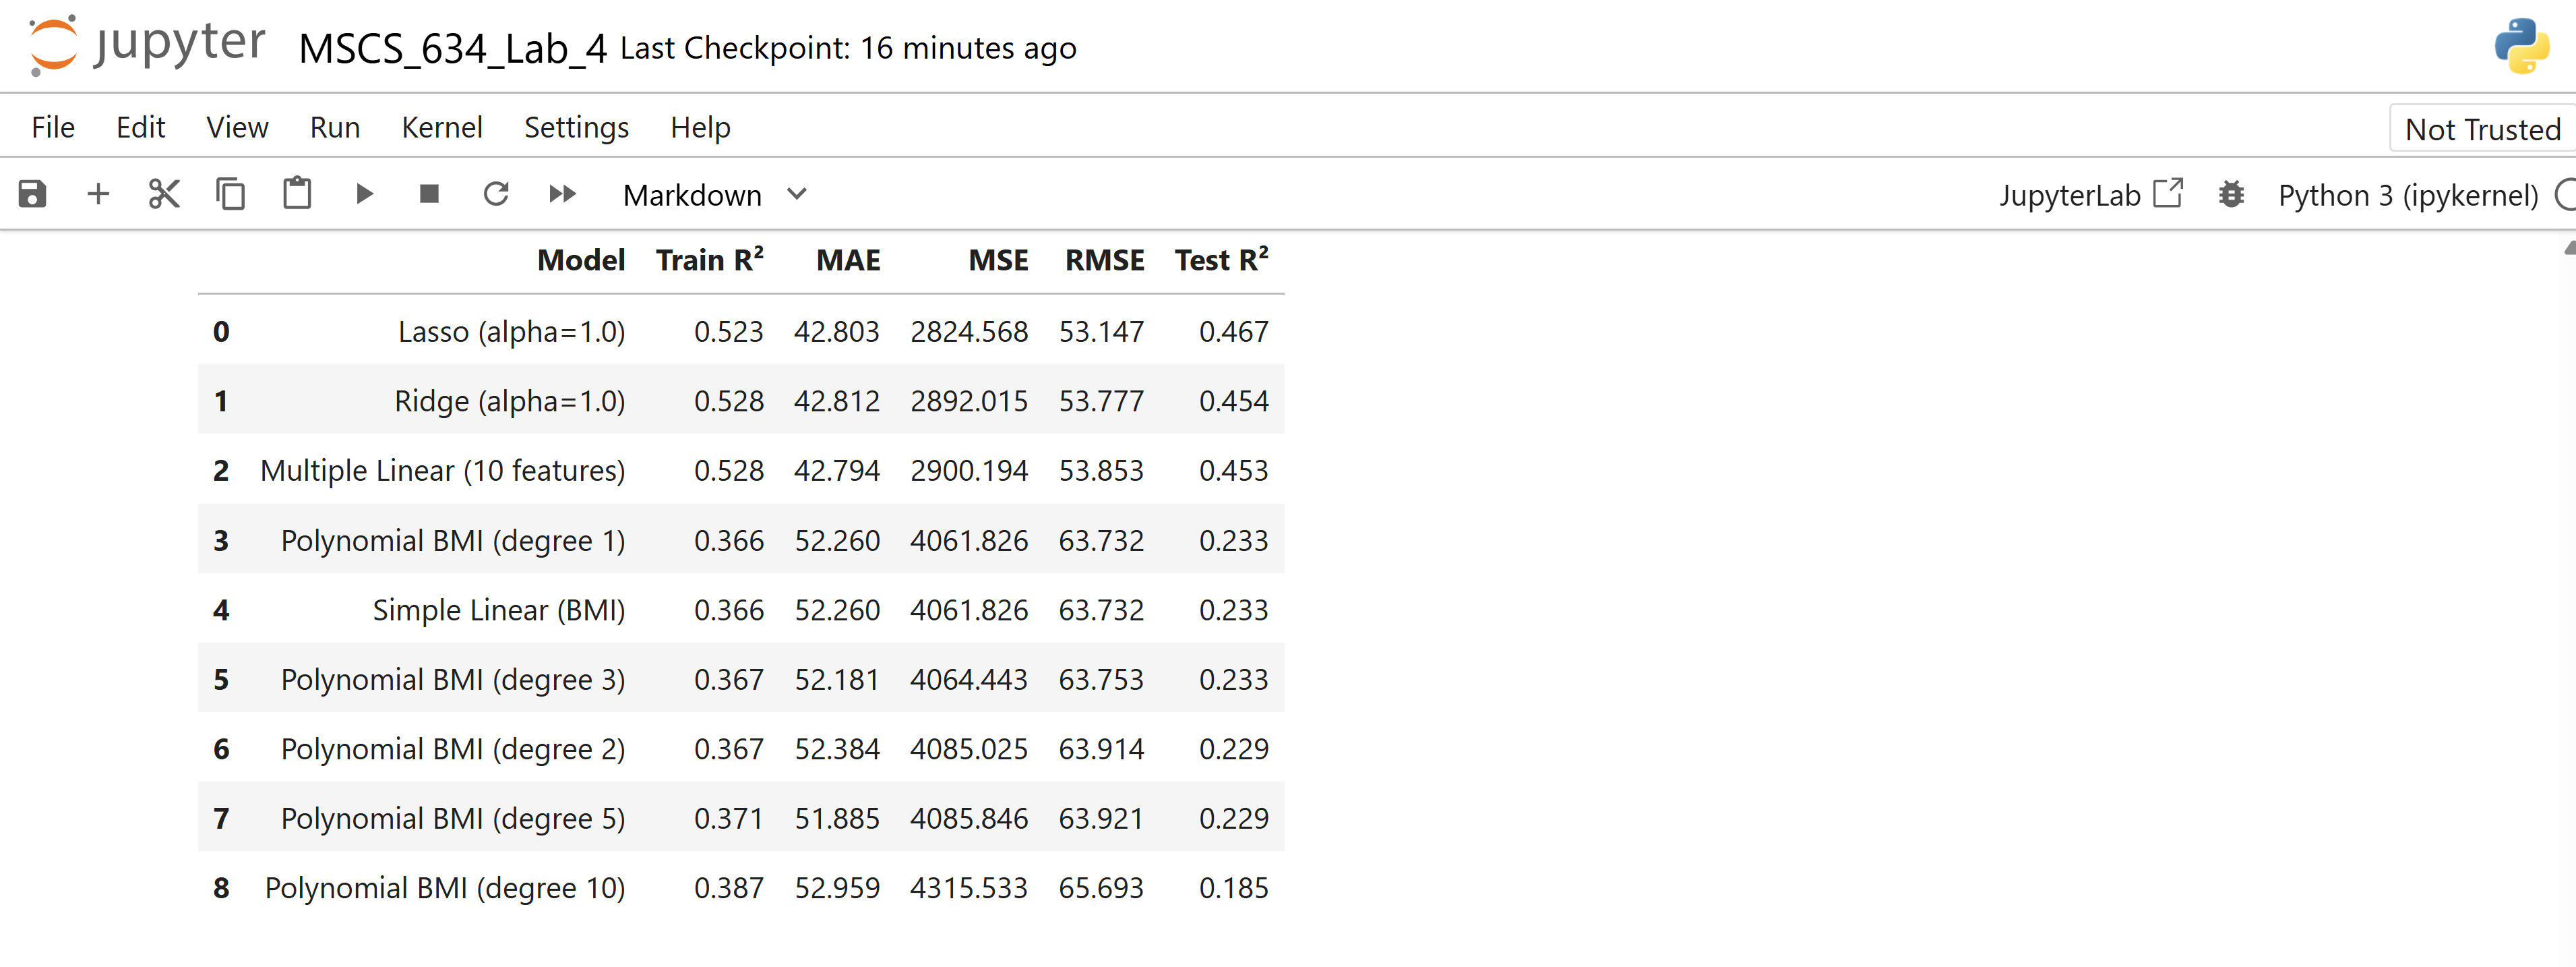 jupyter MSCS_634_Lab_4 Last Checkpoint: 16 minutes ago
File Edit View Run Kernel Settings Help Not Trusted
Markdown JupyterLab Python 3 (ipykernel)
Model Train R² MAE MSE RMSE Test R²
0 Lasso (alpha=1.0) 0.523 42.803 2824.568 53.147 0.467
1 Ridge (alpha=1.0) 0.528 42.812 2892.015 53.777 0.454
2 Multiple Linear (10 features) 0.528 42.794 2900.194 53.853 0.453
3 Polynomial BMI (degree 1) 0.366 52.260 4061.826 63.732 0.233
4 Simple Linear (BMI) 0.366 52.260 4061.826 63.732 0.233
5 Polynomial BMI (degree 3) 0.367 52.181 4064.443 63.753 0.233
6 Polynomial BMI (degree 2) 0.367 52.384 4085.025 63.914 0.229
7 Polynomial BMI (degree 5) 0.371 51.885 4085.846 63.921 0.229
8 Polynomial BMI (degree 10) 0.387 52.959 4315.533 65.693 0.185